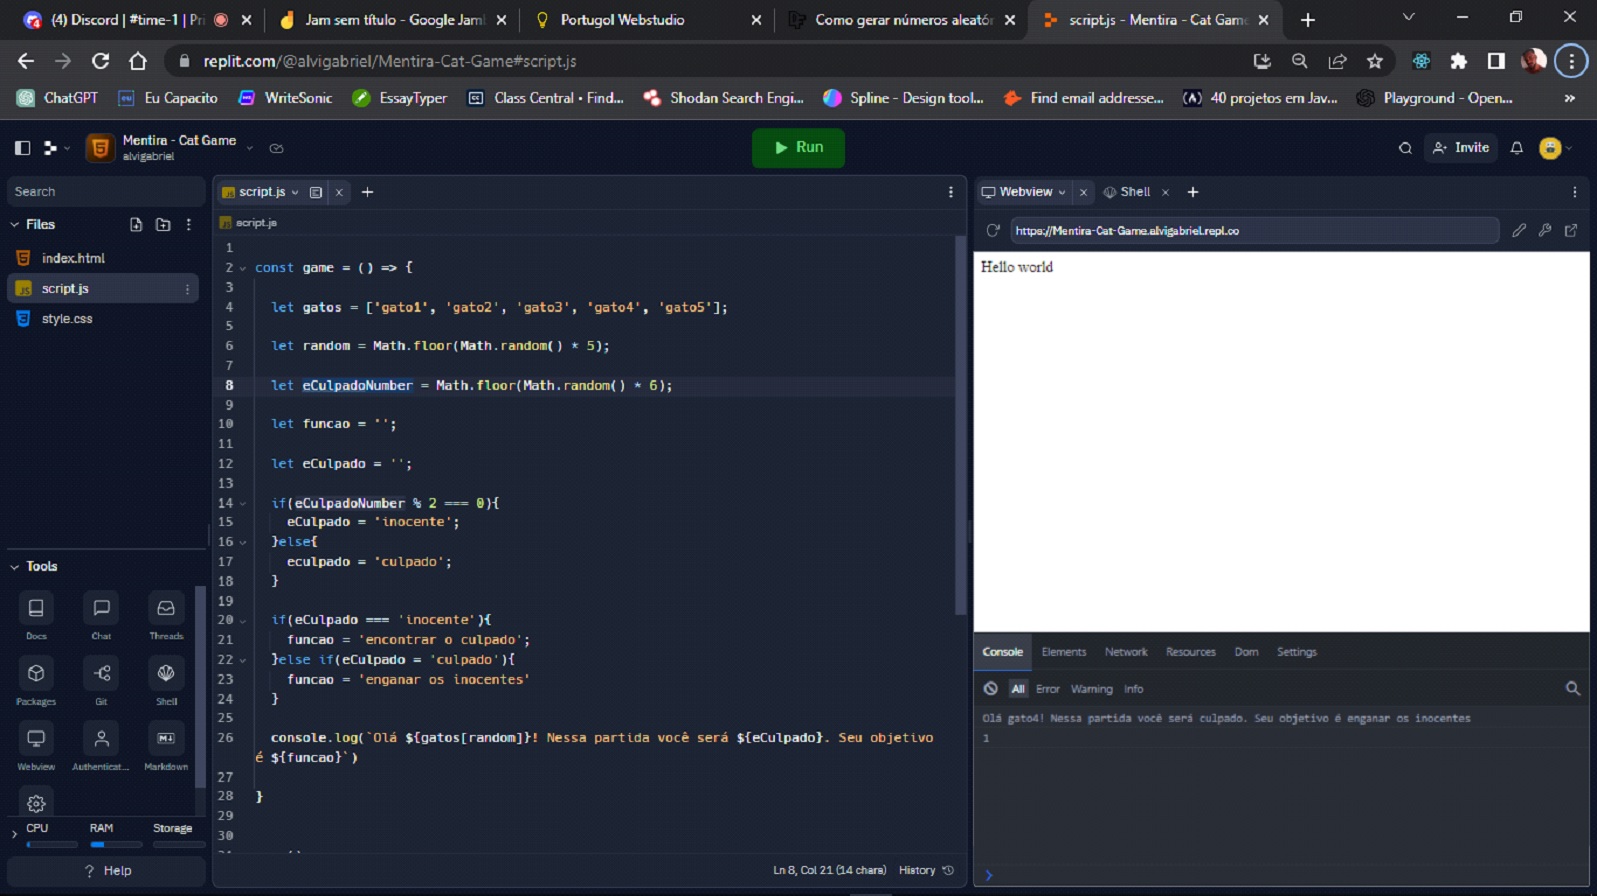 (4) Discord | #time-1 | Pri
Jam sem título - Google Jam
Portugol Webstudio
Como gerar números aleató
script.js - Mentira - Cat Game
replit.com/@alvigabriel/Mentira-Cat-Game#script.js
ChatGPT
Eu Capacito
WriteSonic
EssayTyper
Class Central • Find...
Shodan Search Engi...
Spline - Design tool...
Find email addresse...
40 projetos em Jav...
Playground - Open...
»
Mentira - Cat Game
alvigabriel
Run
Invite
Search
Files
index.html
script.js
style.css
Tools
Docs
Chat
Threads
Packages
Git
Shell
Webview
Authenticat...
Markdown
CPU
RAM
Storage
? Help
script.js
script.js
1
2 const game = () => {
3
4 let gatos = ['gato1', 'gato2', 'gato3', 'gato4', 'gato5'];
5
6 let random = Math.floor(Math.random() * 5);
7
8 let eCulpadoNumber = Math.floor(Math.random() * 6);
9
10 let funcao = '';
11
12 let eCulpado = '';
13
14 if(eCulpadoNumber % 2 === 0){
15 eCulpado = 'inocente';
16 }else{
17 eculpado = 'culpado';
18 }
19
20 if(eCulpado === 'inocente'){
21 funcao = 'encontrar o culpado';
22 }else if(eCulpado = 'culpado'){
23 funcao = 'enganar os inocentes'
24 }
25
26 console.log(`Olá ${gatos[random]}! Nessa partida você será ${eCulpado}. Seu objetivo
é ${funcao}`)
27
28 }
29
30
Ln 8, Col 21 (14 chars)
History
Webview
Shell
https://Mentira-Cat-Game.alvigabriel.repl.co
Hello world
Console
Elements
Network
Resources
Dom
Settings
All
Error
Warning
Info
Olá gato4! Nessa partida você será culpado. Seu objetivo é enganar os inocentes
1